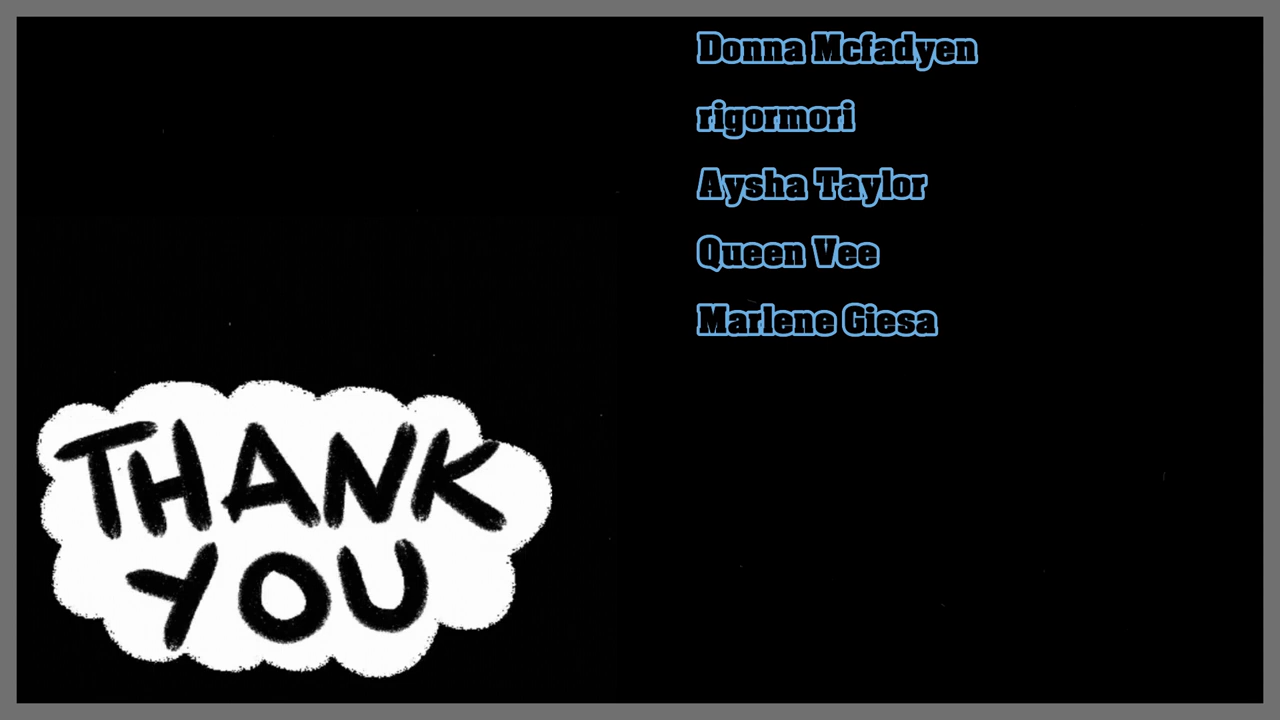 Donna Mcfadyen
rigormori
Aysha Taylor
Queen Vee
Marlene Giesa
THANK
YOU